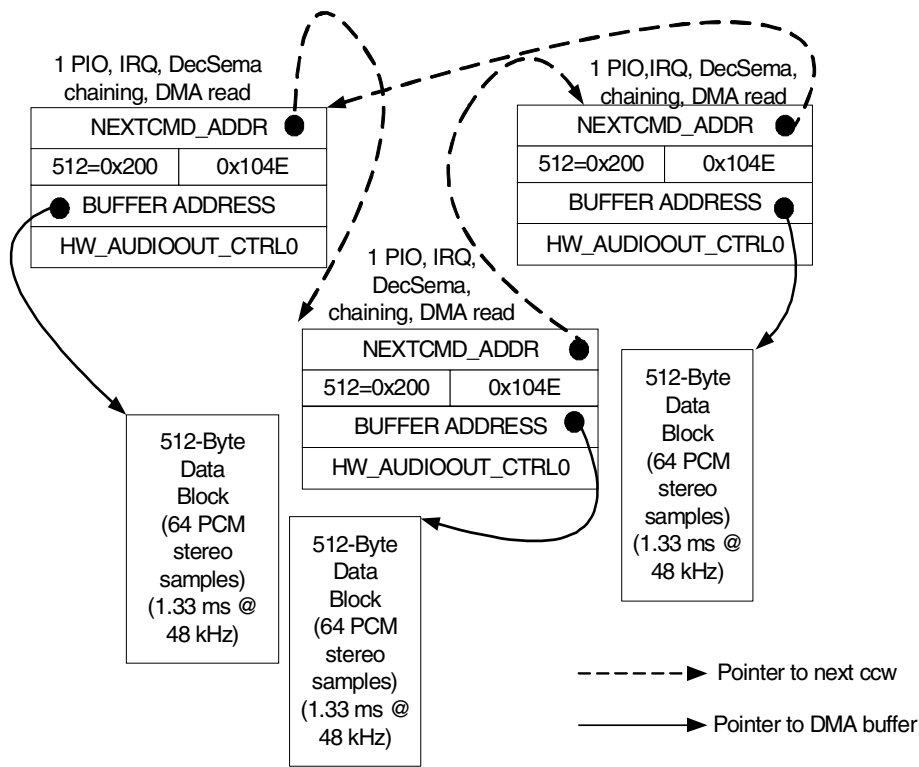 1 PIO, IRQ, DecSema
chaining, DMA read
NEXTCMD_ADDR
512=0x200
0x104E
BUFFER ADDRESS
HW_AUDIOOUT_CTRL0
1 PIO,IRQ, DecSema,
chaining, DMA read
NEXTCMD_ADDR
512=0x200
0x104E
BUFFER ADDRESS
HW_AUDIOOUT_CTRL0
1 PIO, IRQ,
DecSema,
chaining, DMA read
NEXTCMD_ADDR
512=0x200
0x104E
BUFFER ADDRESS
HW_AUDIOOUT_CTRL0
512-Byte
Data
Block
(64 PCM
stereo
samples)
(1.33 ms @
48 kHz)
512-Byte
Data
Block
(64 PCM
stereo
samples)
(1.33 ms @
48 kHz)
512-Byte
Data
Block
(64 PCM
stereo
samples)
(1.33 ms @
48 kHz)
Pointer to next ccw
Pointer to DMA buffer